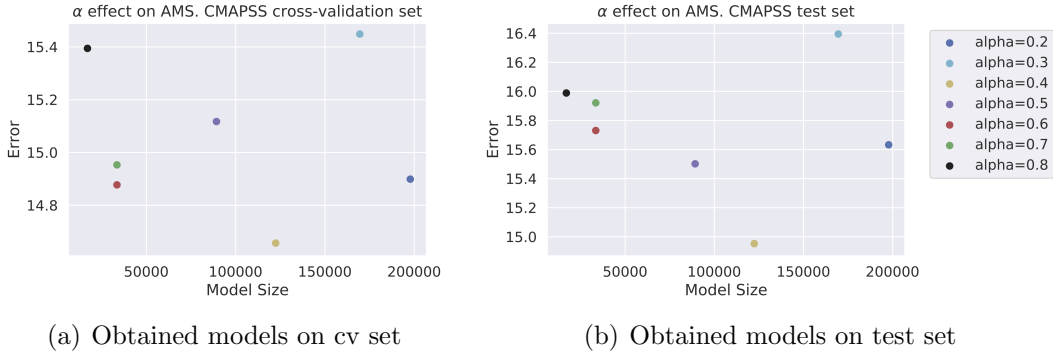 α effect on AMS. CMAPSS cross-validation set
15.4
15.2
15.0
14.8
Error
50000 100000 150000 200000
Model Size
(a) Obtained models on cv set
α effect on AMS. CMAPSS test set
16.4
16.2
16.0
15.8
15.6
15.4
15.2
15.0
Error
50000 100000 150000 200000
Model Size
(b) Obtained models on test set
alpha=0.2
alpha=0.3
alpha=0.4
alpha=0.5
alpha=0.6
alpha=0.7
alpha=0.8